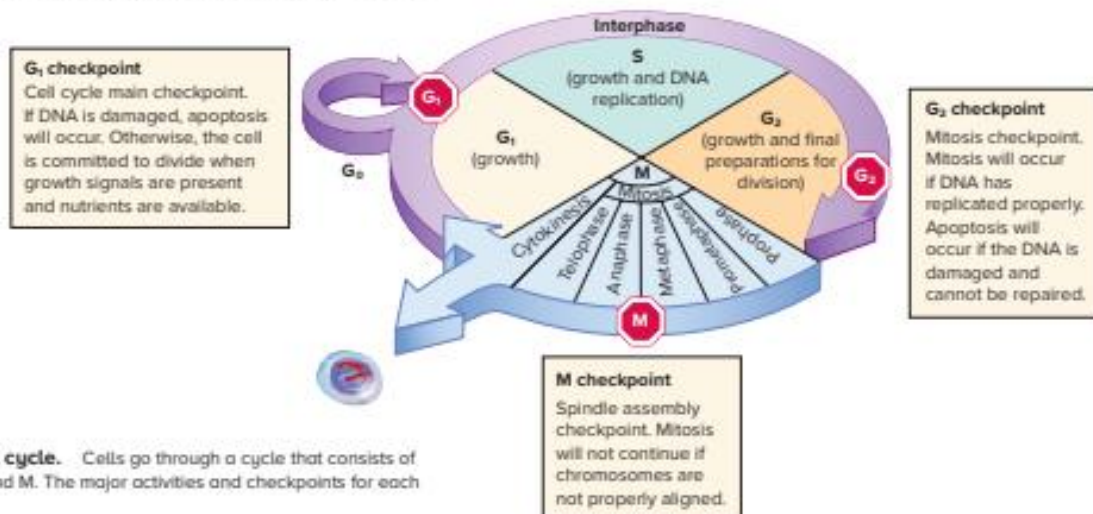 Interphase
G₁ checkpoint
Cell cycle main checkpoint.
If DNA is damaged, apoptosis
will occur. Otherwise, the cell
is committed to divide when
growth signals are present
and nutrients are available.
G₀
G₁
S
(growth and DNA
replication)
G₁
(growth)
G₂
(growth and final
preparations for
division)
G₂
M
Mitosis
Cytokinesis
Telophase
Anaphase
Metaphase
Prometaphase
Prophase
M
G₂ checkpoint
Mitosis checkpoint.
Mitosis will occur
if DNA has
replicated properly.
Apoptosis will
occur if the DNA is
damaged and
cannot be repaired.
M checkpoint
Spindle assembly
checkpoint. Mitosis
will not continue if
chromosomes are
not properly aligned.
cycle. Cells go through a cycle that consists of
d M. The major activities and checkpoints for each